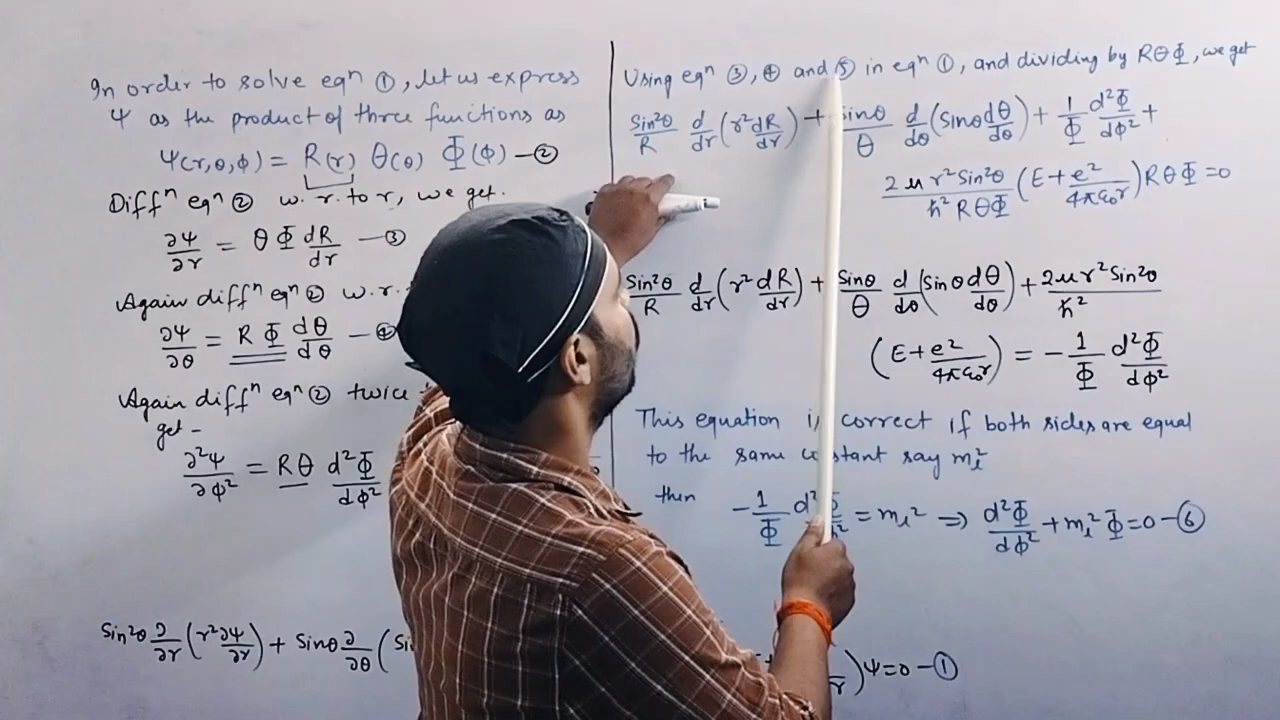 In order to solve eqⁿ ①, let us express
Ψ as the product of three functions as
Ψ(r,θ,ϕ) = R(r) θ(θ) Φ(ϕ) —②
Diffⁿ eqⁿ ② w.r.to r, we get.
∂Ψ/∂r = θ Φ dR/dr —③
Again diffⁿ eqⁿ ② w.r.
∂Ψ/∂θ = R Φ dθ/dθ —④
Again diffⁿ eqⁿ ② twice
get -
∂²Ψ/∂ϕ² = Rθ d²Φ/dϕ²
Sin²θ ∂/∂r (r² ∂Ψ/∂r) + Sinθ ∂/∂θ (Si
)Ψ=0 —①
Using eqⁿ ③, ④ and ⑤ in eqⁿ ①, and dividing by RθΦ, we get
Sin²θ/R d/dr (r² dR/dr) + Sinθ/θ d/dθ (Sinθ dθ/dθ) + 1/Φ d²Φ/dϕ² +
2μr²Sin²θ/ħ²RθΦ (E + e²/4πε₀r) RθΦ = 0
Sin²θ/R d/dr (r² dR/dr) + Sinθ/θ d/dθ (Sinθ dθ/dθ) + 2μr²Sin²θ/ħ²
(E + e²/4πε₀r) = - 1/Φ d²Φ/dϕ²
This equation is correct if both sides are equal
to the same constant say mₗ²
then -1/Φ d²Φ/dϕ² = mₗ² ⇒ d²Φ/dϕ² + mₗ²Φ = 0 —⑥